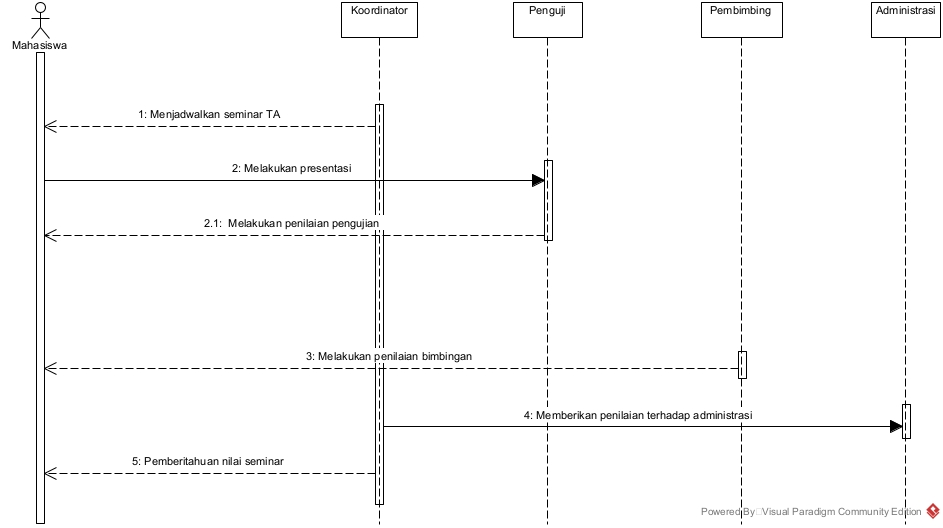 Koordinator
Penguji
Pembimbing
Administrasi
Mahasiswa
1: Menjadwalkan seminar TA
2: Melakukan presentasi
2.1: Melakukan penilaian pengujian
3: Melakukan penilaian bimbingan
4: Memberikan penilaian terhadap administrasi
5: Pemberitahuan nilai seminar
Powered By Visual Paradigm Community Edition